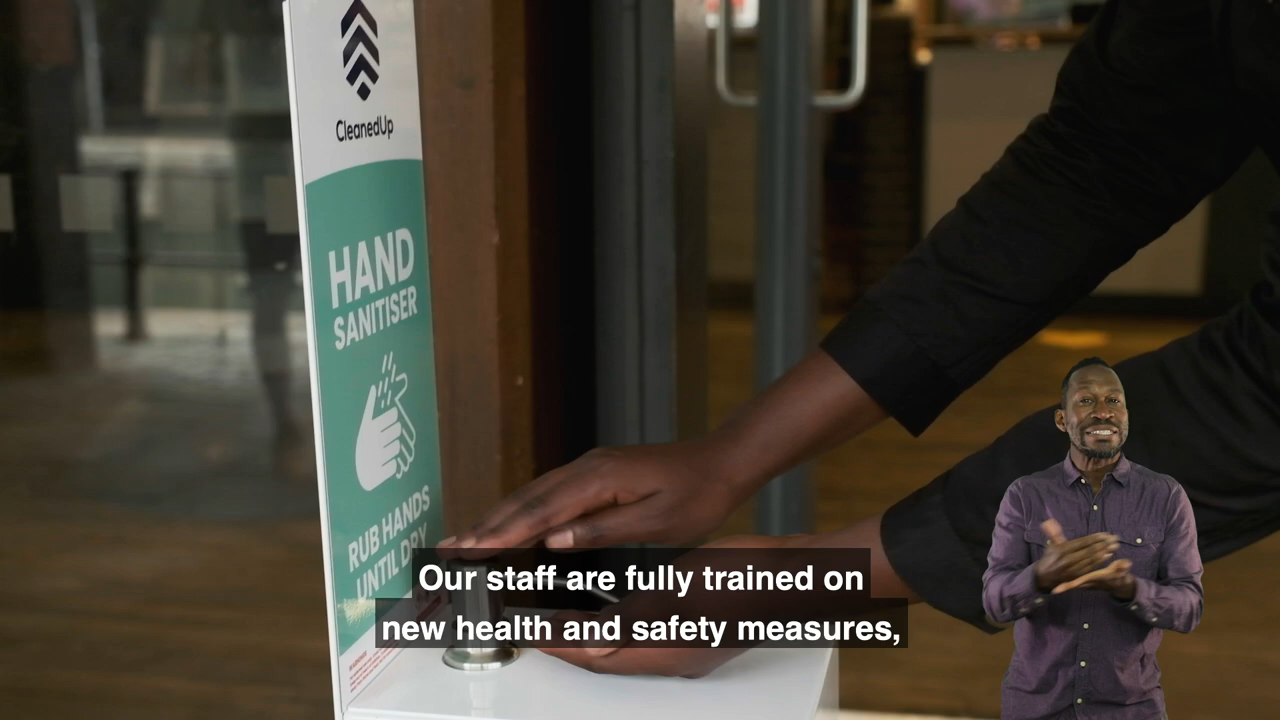 CleanedUp
HAND
SANITISER
RUB HANDS
UNTIL DRY
Our staff are fully trained on
new health and safety measures,